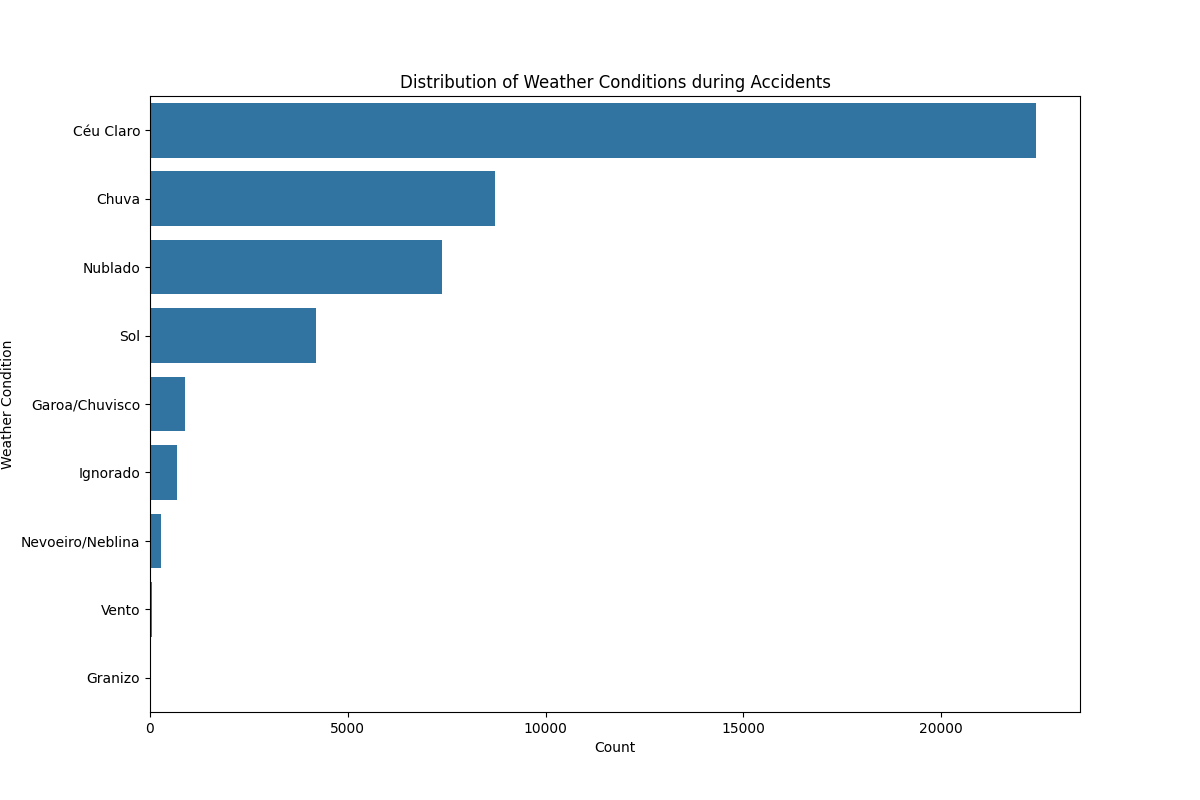 Distribution of Weather Conditions during Accidents
Weather Condition
Céu Claro
Chuva
Nublado
Sol
Garoa/Chuvisco
Ignorado
Nevoeiro/Neblina
Vento
Granizo
0 5000 10000 15000 20000
Count